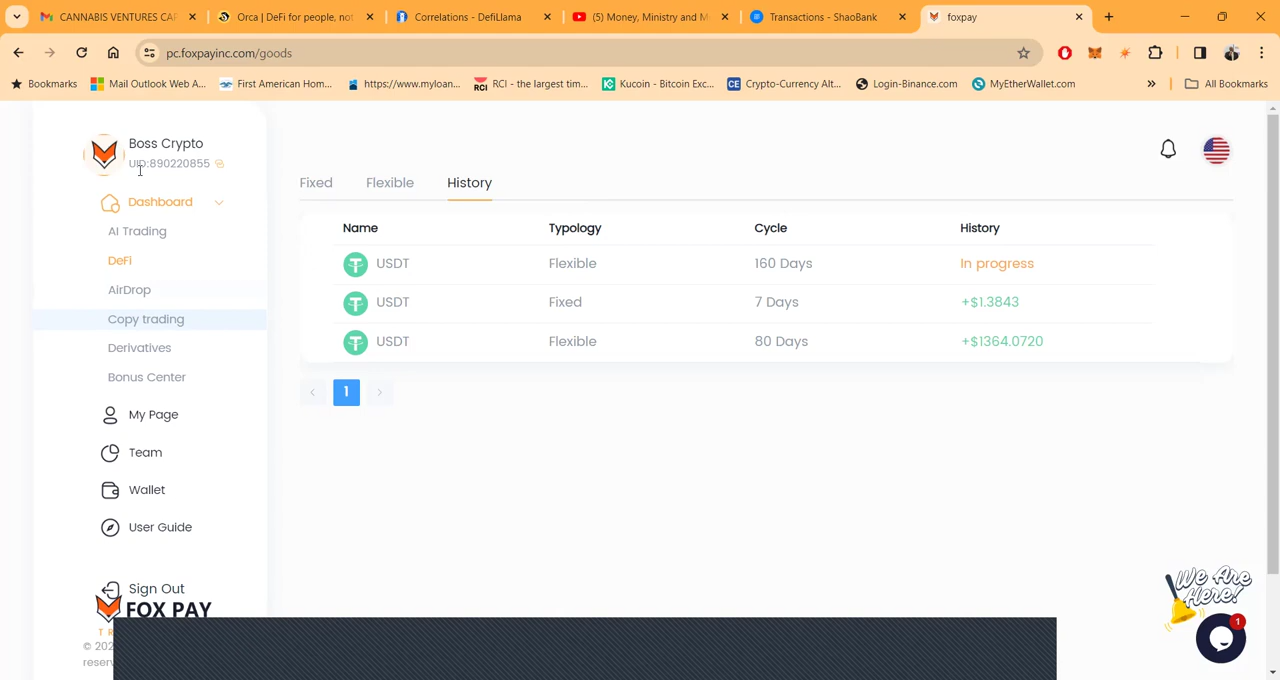 CANNABIS VENTURES CAF
Orca | DeFi for people, not
Correlations - DefiLlama
(5) Money, Ministry and M
Transactions - ShaoBank
foxpay
pc.foxpayinc.com/goods
Bookmarks
Mail Outlook Web A...
First American Hom...
https://www.myloan...
RCI
RCI - the largest tim...
Kucoin - Bitcoin Exc...
CE
Crypto-Currency Alt...
Login-Binance.com
MyEtherWallet.com
»
All Bookmarks
Boss Crypto
UID:890220855
Dashboard
AI Trading
DeFi
AirDrop
Copy trading
Derivatives
Bonus Center
My Page
Team
Wallet
User Guide
Sign Out
FOX PAY
T R
© 202
reserv
Fixed Flexible History
Name Typology Cycle History
USDT Flexible 160 Days In progress
USDT Fixed 7 Days +$1.3843
USDT Flexible 80 Days +$1364.0720
< 1 >
We Are
Here!
1